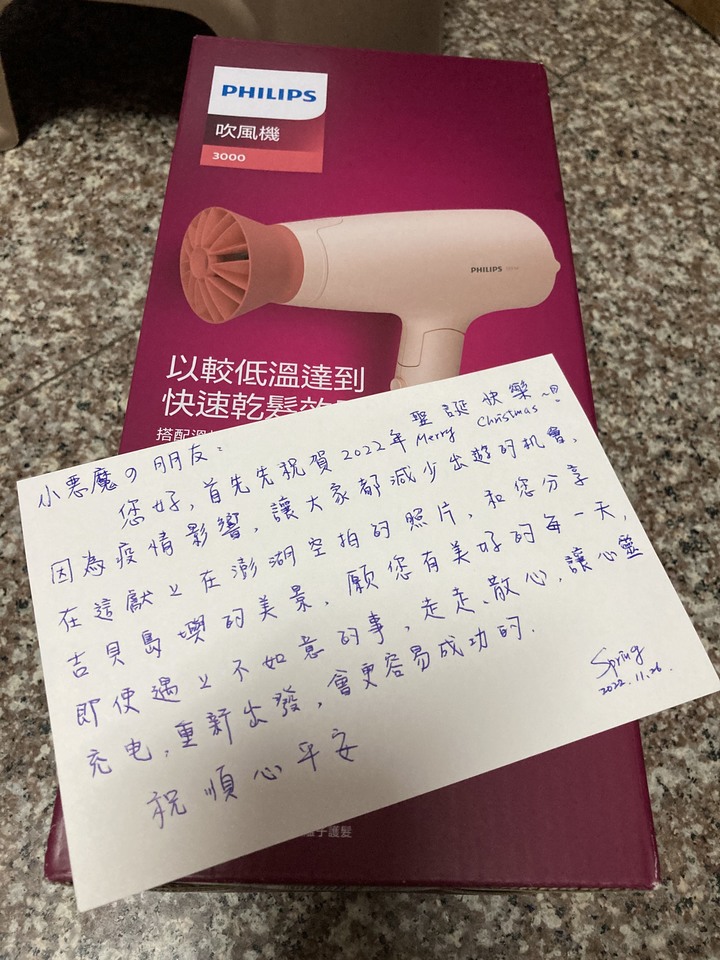 PHILIPS
吹風機
3000
PHILIPS
以較低溫達到
快速乾髮
搭配
小悪魔の朋友：
您好，首先先祝賀2022年聖誕快樂~
Merry Christmas
因為疫情影響，讓大家都減少出遊的机會，
在這獻上在澎湖空拍的照片，和您分享
吉貝島嶼的美景，願您有美好的每一天，
即使遇上不如意的事，走走、散心，讓心靈
充电，重新出發，會更容易成功的.
祝順心平安
Spring
2022.11.26.
子護髮